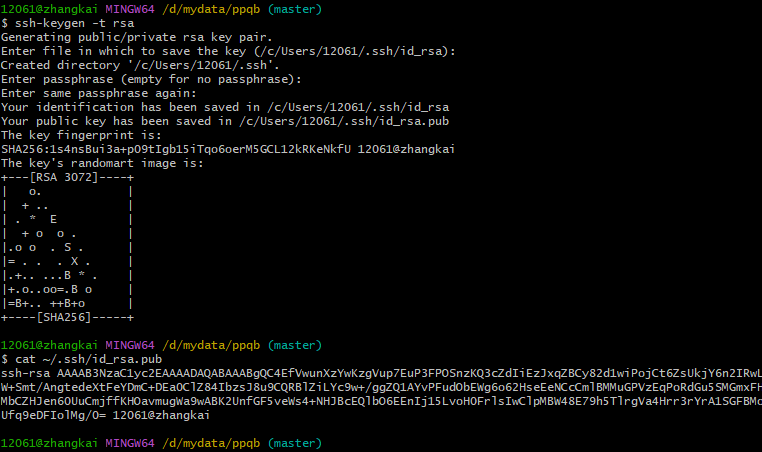 12061@zhangkai MINGW64 /d/mydata/ppqb (master)
$ ssh-keygen -t rsa
Generating public/private rsa key pair.
Enter file in which to save the key (/c/Users/12061/.ssh/id_rsa):
Created directory '/c/Users/12061/.ssh'.
Enter passphrase (empty for no passphrase):
Enter same passphrase again:
Your identification has been saved in /c/Users/12061/.ssh/id_rsa
Your public key has been saved in /c/Users/12061/.ssh/id_rsa.pub
The key fingerprint is:
SHA256:1s4nsBui3a+pO9tIgb15iTqo6oerM5GCL12kRKeNkfU 12061@zhangkai
The key's randomart image is:
+---[RSA 3072]----+
|    o.           |
|   + ..          |
|  . *  E         |
|   + o  o .      |
|.o o  . S .      |
|= . .  . X .     |
|.+.. ...B * .    |
|+.o..oo=.B o     |
|=B+.. ++B+o      |
+----[SHA256]-----+
12061@zhangkai MINGW64 /d/mydata/ppqb (master)
$ cat ~/.ssh/id_rsa.pub
ssh-rsa AAAAB3NzaC1yc2EAAAADAQABAAABgQC4EfVwunXzYwKzgVup7EuP3FPOSnzKQ3cZdIiEzJxqZBCy82d1wiPojCt6ZsUkjY6n2IRwL
W+Smt/AngtedeXtFeYDmC+DEaOClZ84IbzsJ8u9CQRBlZiLYc9w+/ggZQ1AYvPFudObEWg6o62HseEeNCcCmlBMMuGPVzEqPoRdGu5SMGmxFH
MbCZHJen6OUuCmjffKHOavmugWa9wABK2UnfGF5veWs4+NHJBcEQlbO6EEnIj15LvoHOFrlsIwClpMBW48E79h5TlrgVa4Hrr3rYrA1SGFBMo
Ufq9eDFIolMg/0= 12061@zhangkai
12061@zhangkai MINGW64 /d/mydata/ppqb (master)